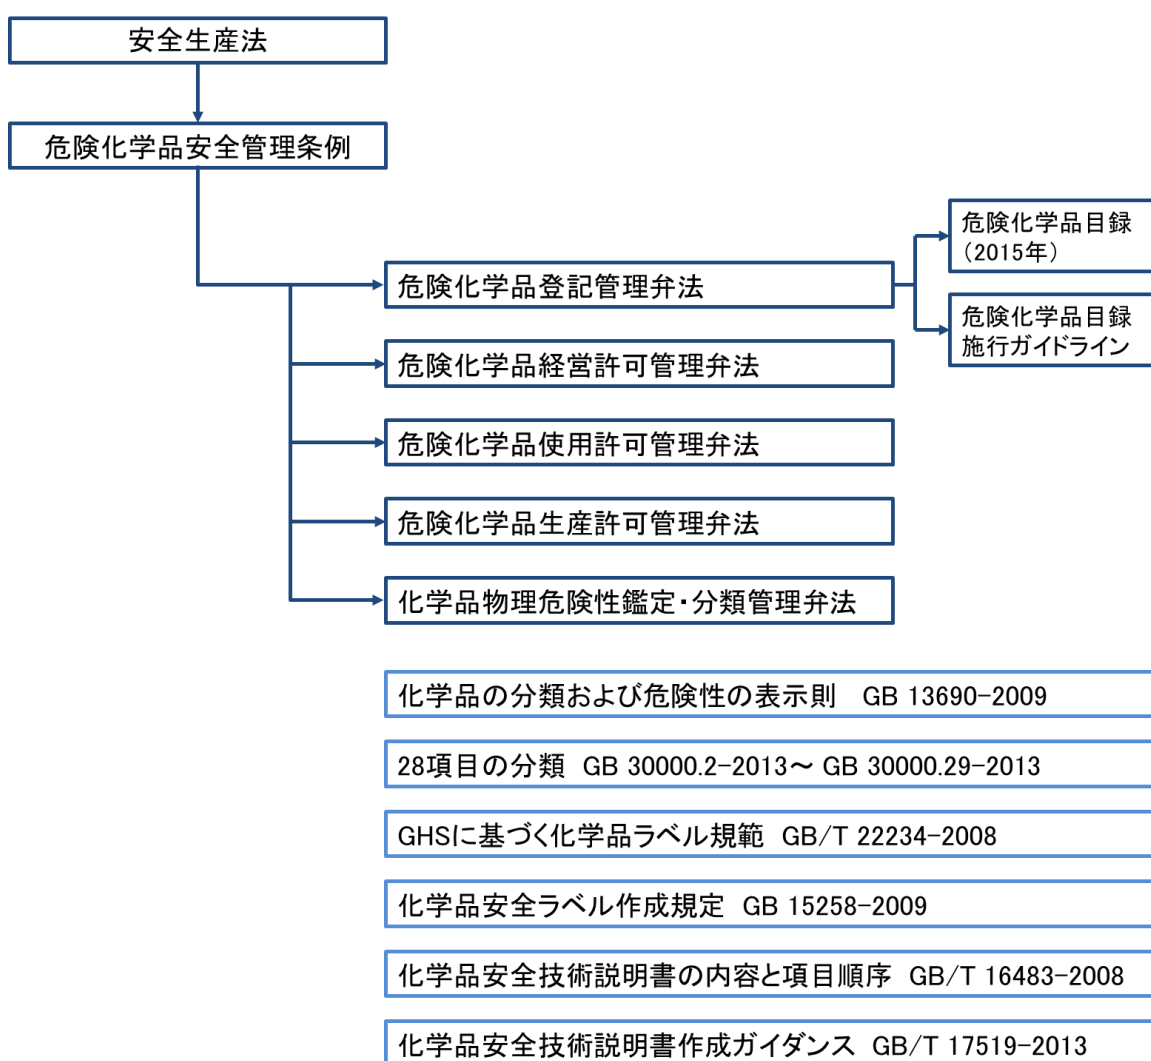 安全生産法
危険化学品安全管理条例
危険化学品目録
（2015年）
危険化学品登記管理弁法
危険化学品目録
施行ガイドライン
危険化学品経営許可管理弁法
危険化学品使用許可管理弁法
危険化学品生産許可管理弁法
化学品物理危険性鑑定・分類管理弁法
化学品の分類および危険性の表示則　GB 13690-2009
28項目の分類 GB 30000.2-2013～ GB 30000.29-2013
GHSに基づく化学品ラベル規範 GB/T 22234-2008
化学品安全ラベル作成規定 GB 15258-2009
化学品安全技術説明書の内容と項目順序 GB/T 16483-2008
化学品安全技術説明書作成ガイダンス GB/T 17519-2013